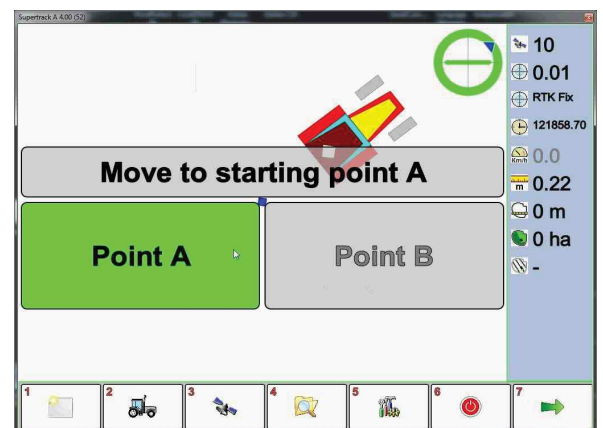 Supertrack A 4.00 (52)
10
0.01
RTK Fix
121858.70
Km/h 0.0
m 0.22
0 m
0 ha
-
Move to starting point A
Point A
Point B
1
2
3
4
5
6
7